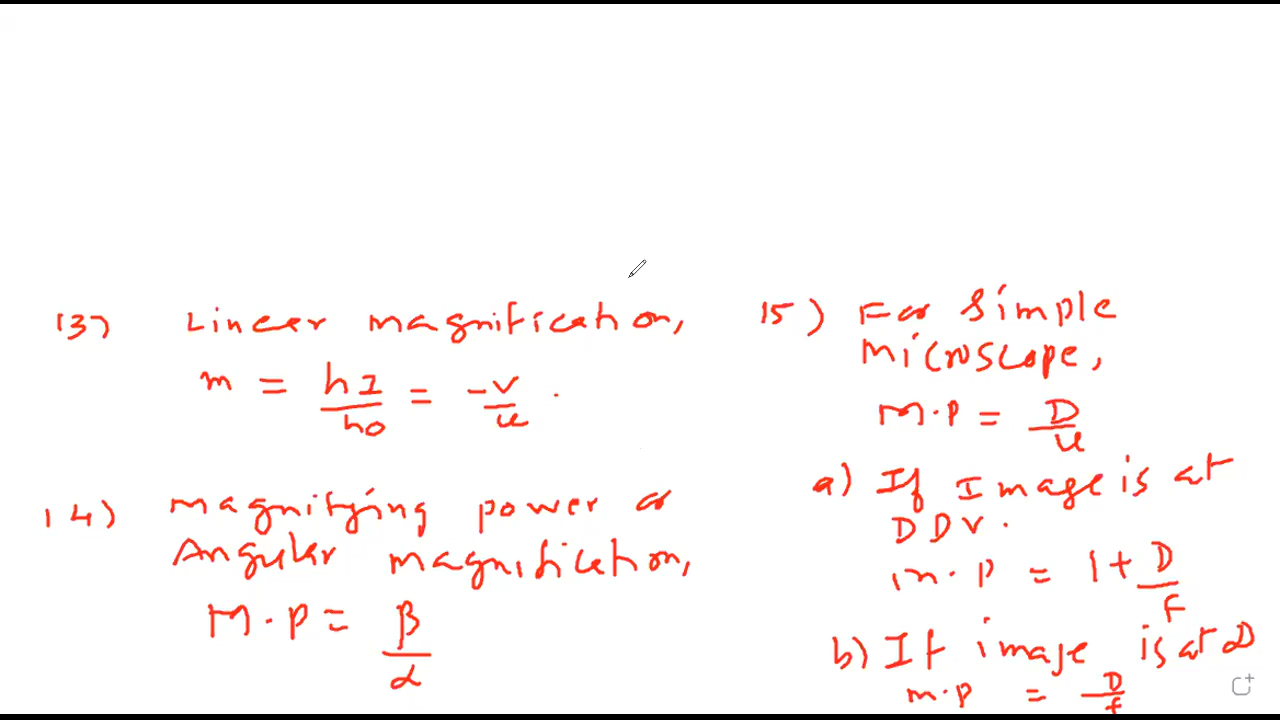 13) Linear magnification,
m = hI/ho = -v/u .
14) magnifying power or
Angular magnification,
M.P = β/α
15) For Simple
microscope,
M.P = D/u
a) If Image is at
D D V.
m.p = 1+ D/F
b) If image is at ∞
m.p = D/f